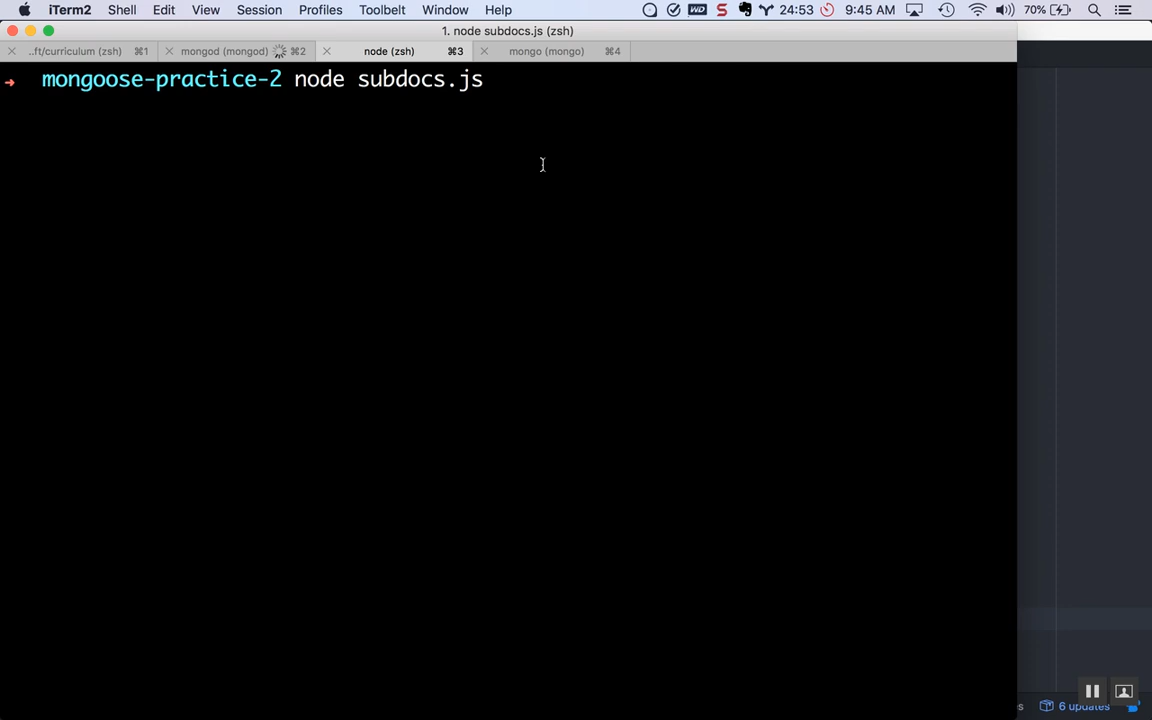 iTerm2 Shell Edit View Session Profiles Toolbelt Window Help WD S 24:53 9:45 AM 70%
1. node subdocs.js (zsh)
..ft/curriculum (zsh) ⌘1 mongod (mongod) ⌘2 node (zsh) ⌘3 mongo (mongo) ⌘4
→ mongoose-practice-2 node subdocs.js
s 6 updates